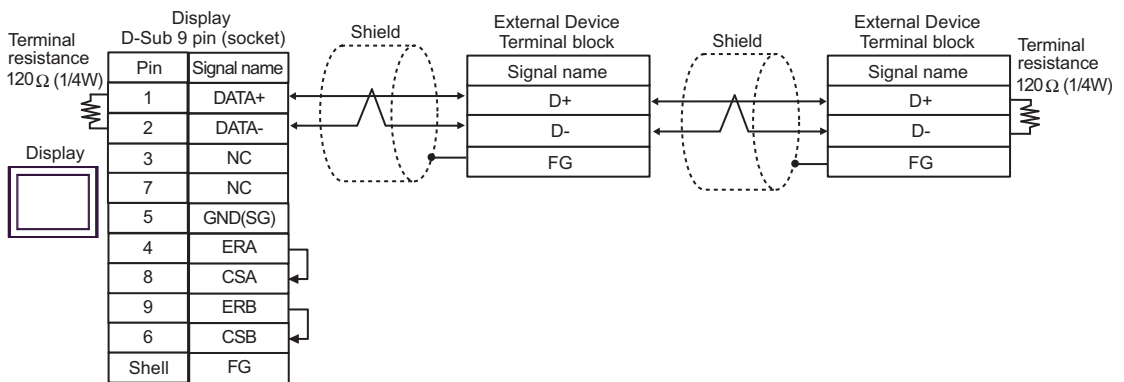 Display
D-Sub 9 pin (socket)
Terminal
resistance
120Ω (1/4W)
Pin Signal name
1 DATA+
2 DATA-
3 NC
7 NC
5 GND(SG)
4 ERA
8 CSA
9 ERB
6 CSB
Shell FG
Display
Shield
External Device
Terminal block
Signal name
D+
D-
FG
Shield
External Device
Terminal block
Signal name
D+
D-
FG
Terminal
resistance
120Ω (1/4W)